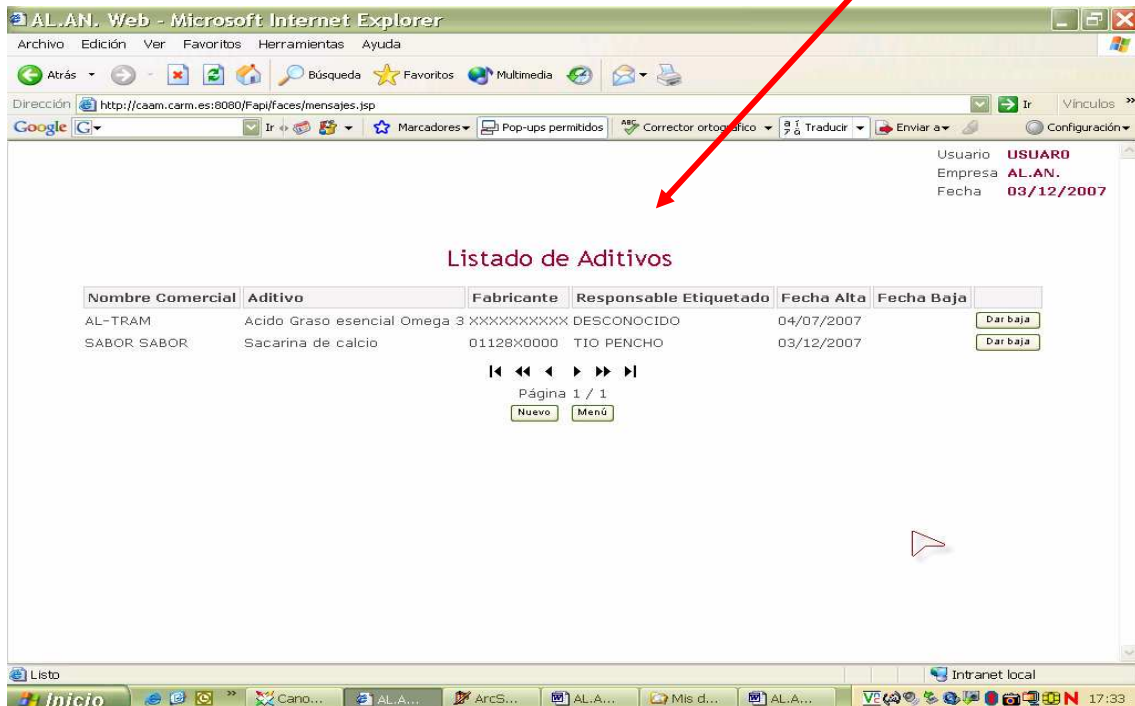 AL.AN. Web - Microsoft Internet Explorer
Archivo Edición Ver Favoritos Herramientas Ayuda
Atrás Búsqueda Favoritos Multimedia
Dirección http://caam.carm.es:8080/Fapi/faces/mensajes.jsp Ir Vínculos »
Google G Ir Marcadores Pop-ups permitidos ABC Corrector ortográfico Traducir Enviar a Configuración
Usuario USUAR0
Empresa AL.AN.
Fecha 03/12/2007
Listado de Aditivos
Nombre Comercial Aditivo Fabricante Responsable Etiquetado Fecha Alta Fecha Baja
AL-TRAM Acido Graso esencial Omega 3 XXXXXXXXXX DESCONOCIDO 04/07/2007 Dar baja
SABOR SABOR Sacarina de calcio 01128X0000 TIO PENCHO 03/12/2007 Dar baja
Página 1 / 1
Nuevo Menú
Listo Intranet local
Inicio » Cano... AL.A... ArcS... AL.A... Mis d... AL.A... 17:33